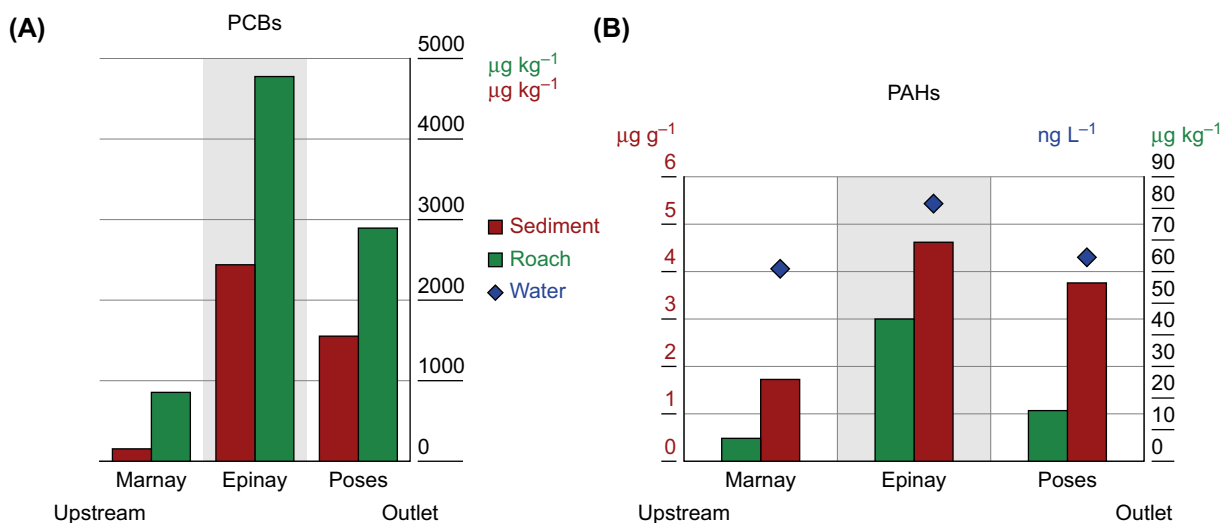 (A)
PCBs
5000
4000
3000
2000
1000
0
µg kg⁻¹
µg kg⁻¹
Marnay Epinay Poses
Upstream Outlet
Sediment
Roach
Water
(B)
PAHs
µg g⁻¹
6
5
4
3
2
1
0
ng L⁻¹
µg kg⁻¹
90
80
70
60
50
40
30
20
10
0
Marnay Epinay Poses
Upstream Outlet